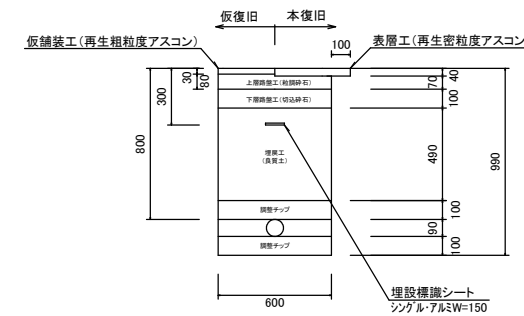 仮復旧 本復旧
仮舗装工(再生粗粒度アスコン)
表層工(再生密粒度アスコン
100
30
80
300
800
上層路盤工(粒調砕石)
下層路盤工(切込砕石)
埋戻工
(良質土)
調整チップ
調整チップ
40
70
100
490
100
90
100
990
600
埋設標識シート
シングル・アルミW=150